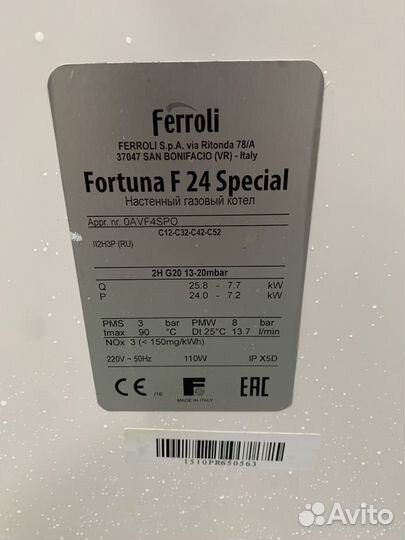 Ferroli
FERROLI S.p.A. via Ritonda 78/A
37047 SAN BONIFACIO (VR) - Italy
Fortuna F 24 Special
Настенный газовый котел
Appr. nr. 0AVF4SPO
C12-C32-C42-C52
II2H3P (RU)
2H G20 13-20mbar
Q 25.8 - 7.7 kW
P 24.0 - 7.2 kW
PMS 3 bar PMW 8 bar
tmax 90 °C Dt 25°C 13.7 l/min
NOx 3 (< 150mg/kWh)
220V ~ 50Hz 110W IP X5D
CE /16 F EAC
MADE IN ITALY
1510PR650563
Avito